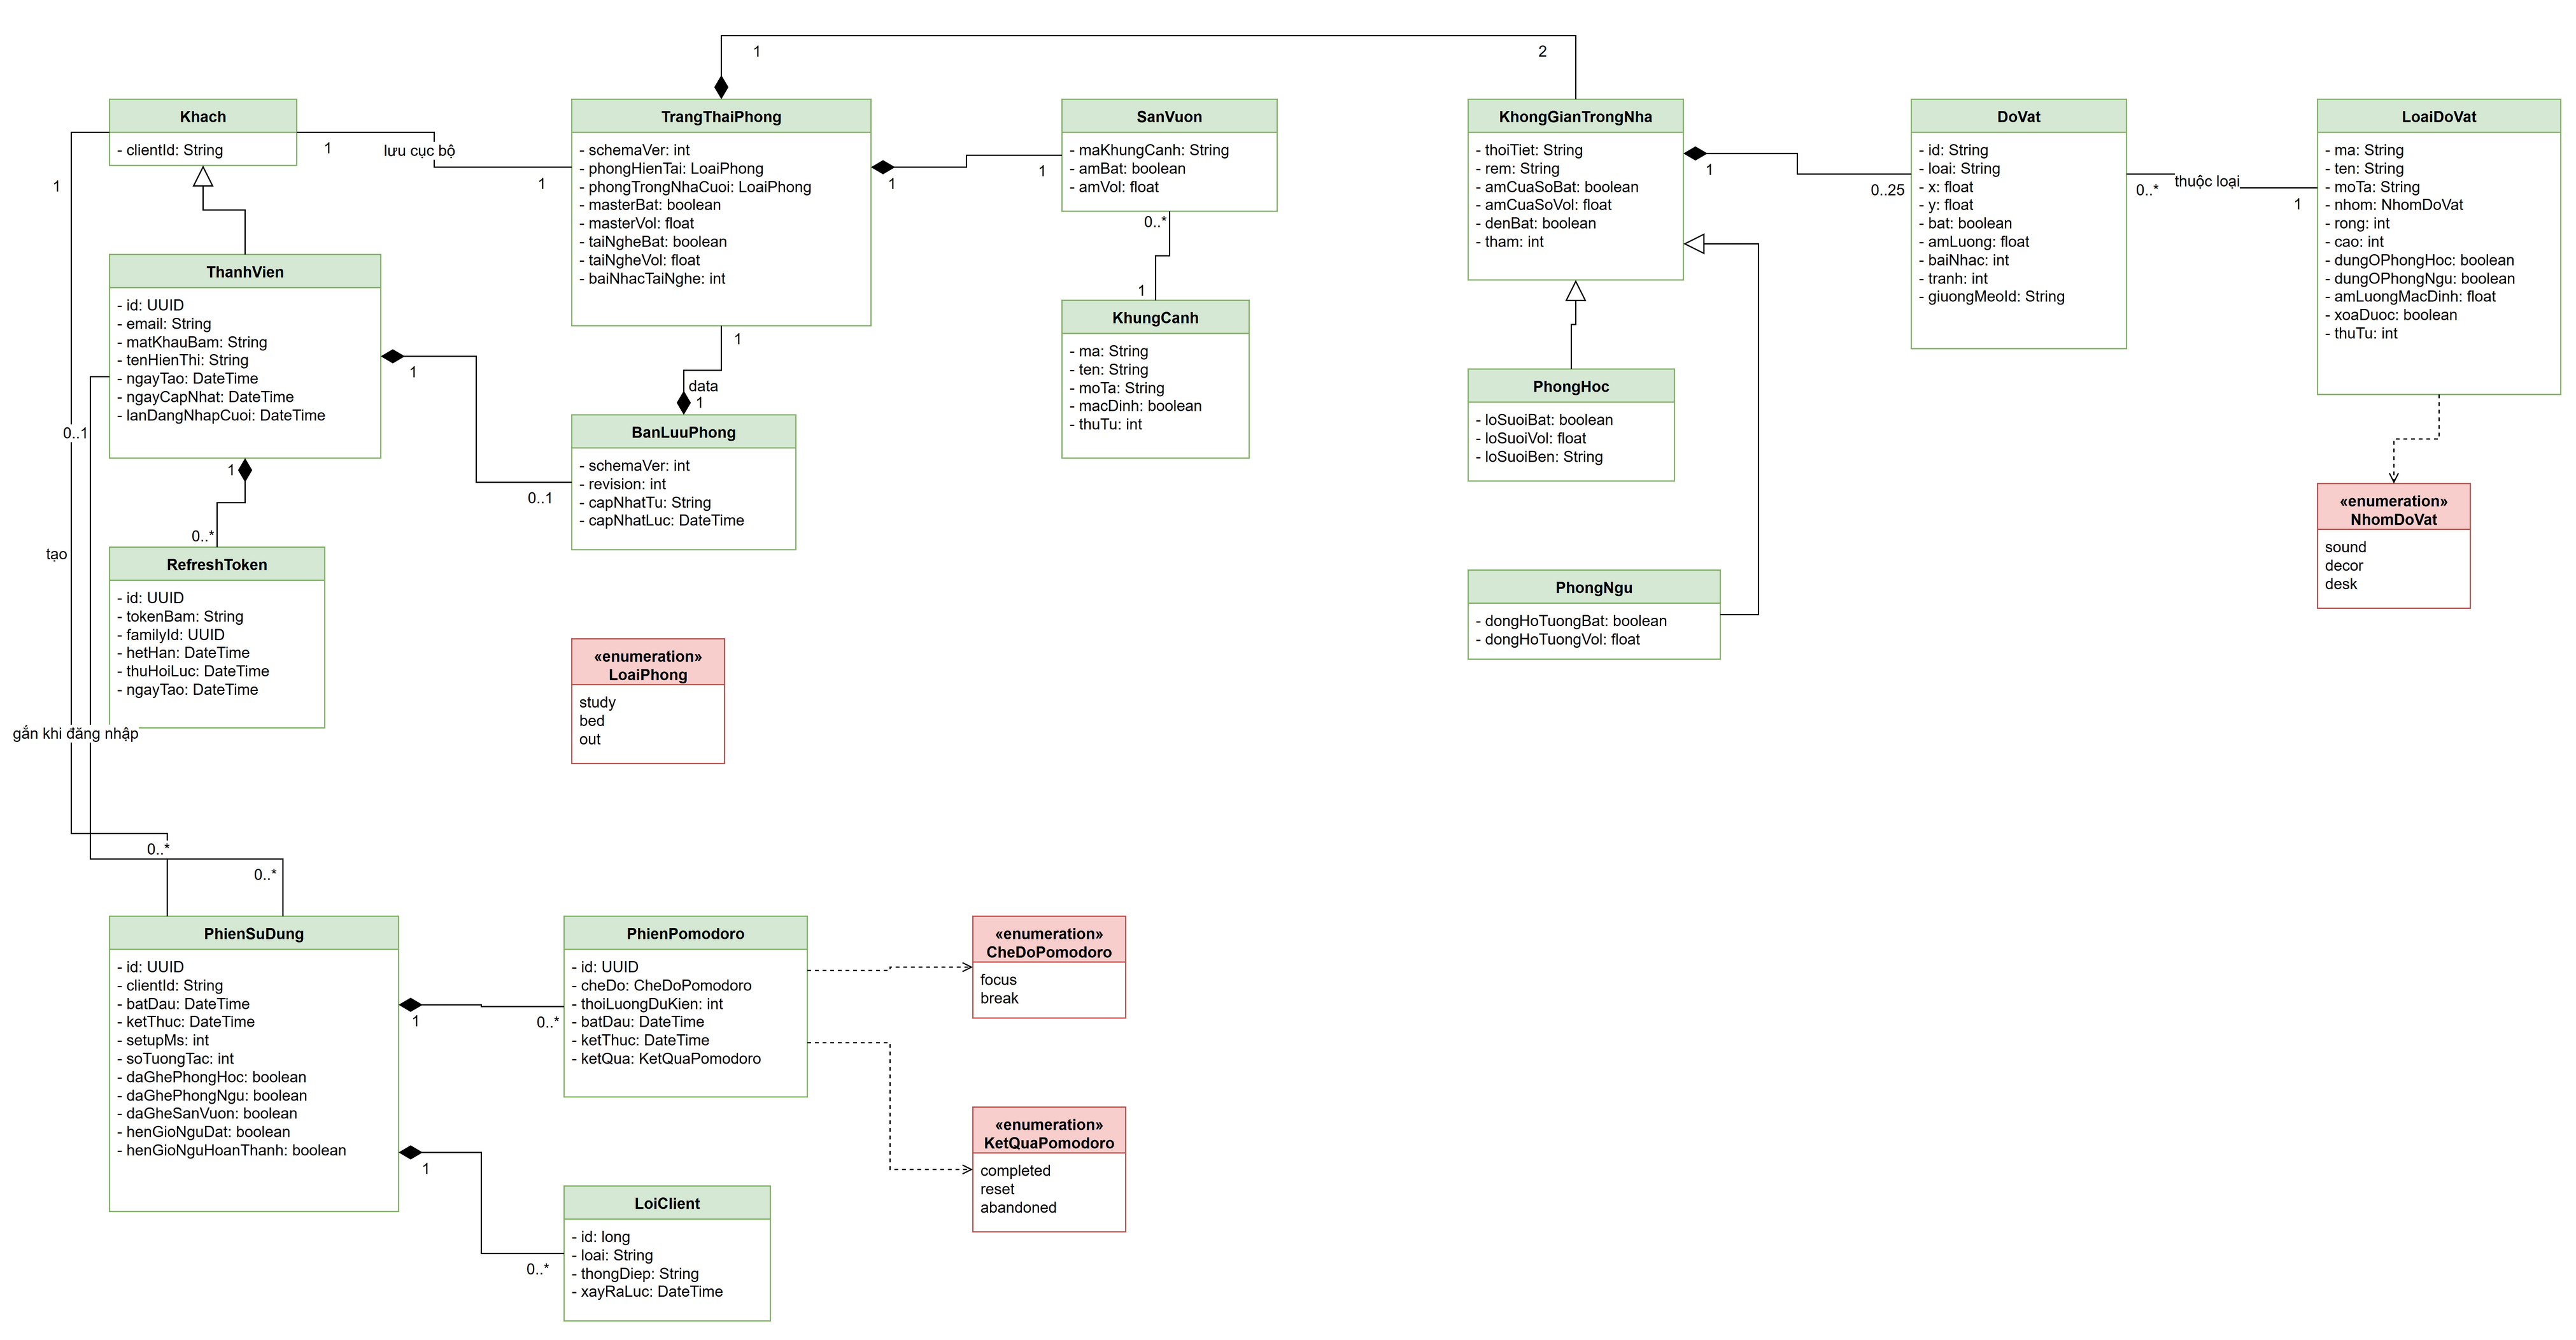 1
2
Khach
- clientId: String
1
lưu cục bộ
1
1
TrangThaiPhong
- schemaVer: int
- phongHienTai: LoaiPhong
- phongTrongNhaCuoi: LoaiPhong
- masterBat: boolean
- masterVol: float
- taiNgheBat: boolean
- taiNgheVol: float
- baiNhacTaiNghe: int
1
1
SanVuon
- maKhungCanh: String
- amBat: boolean
- amVol: float
0..*
1
KhungCanh
- ma: String
- ten: String
- moTa: String
- macDinh: boolean
- thuTu: int
KhongGianTrongNha
- thoiTiet: String
- rem: String
- amCuaSoBat: boolean
- amCuaSoVol: float
- denBat: boolean
- tham: int
1
0..25
DoVat
- id: String
- loai: String
- x: float
- y: float
- bat: boolean
- amLuong: float
- baiNhac: int
- tranh: int
- giuongMeoId: String
0..*
thuộc loại
1
LoaiDoVat
- ma: String
- ten: String
- moTa: String
- nhom: NhomDoVat
- rong: int
- cao: int
- dungOPhongHoc: boolean
- dungOPhongNgu: boolean
- amLuongMacDinh: float
- xoaDuoc: boolean
- thuTu: int
ThanhVien
- id: UUID
- email: String
- matKhauBam: String
- tenHienThi: String
- ngayTao: DateTime
- ngayCapNhat: DateTime
- lanDangNhapCuoi: DateTime
1
0..1
1
data
1
BanLuuPhong
- schemaVer: int
- revision: int
- capNhatTu: String
- capNhatLuc: DateTime
PhongHoc
- loSuoiBat: boolean
- loSuoiVol: float
- loSuoiBen: String
«enumeration»
NhomDoVat
sound
decor
desk
0..1
1
0..*
tạo
RefreshToken
- id: UUID
- tokenBam: String
- familyId: UUID
- hetHan: DateTime
- thuHoiLuc: DateTime
- ngayTao: DateTime
gắn khi đăng nhập
«enumeration»
LoaiPhong
study
bed
out
PhongNgu
- dongHoTuongBat: boolean
- dongHoTuongVol: float
0..*
0..*
PhienSuDung
- id: UUID
- clientId: String
- batDau: DateTime
- ketThuc: DateTime
- setupMs: int
- soTuongTac: int
- daGhePhongHoc: boolean
- daGhePhongNgu: boolean
- daGheSanVuon: boolean
- henGioNguDat: boolean
- henGioNguHoanThanh: boolean
1
0..*
PhienPomodoro
- id: UUID
- cheDo: CheDoPomodoro
- thoiLuongDuKien: int
- batDau: DateTime
- ketThuc: DateTime
- ketQua: KetQuaPomodoro
«enumeration»
CheDoPomodoro
focus
break
«enumeration»
KetQuaPomodoro
completed
reset
abandoned
1
0..*
LoiClient
- id: long
- loai: String
- thongDiep: String
- xayRaLuc: DateTime